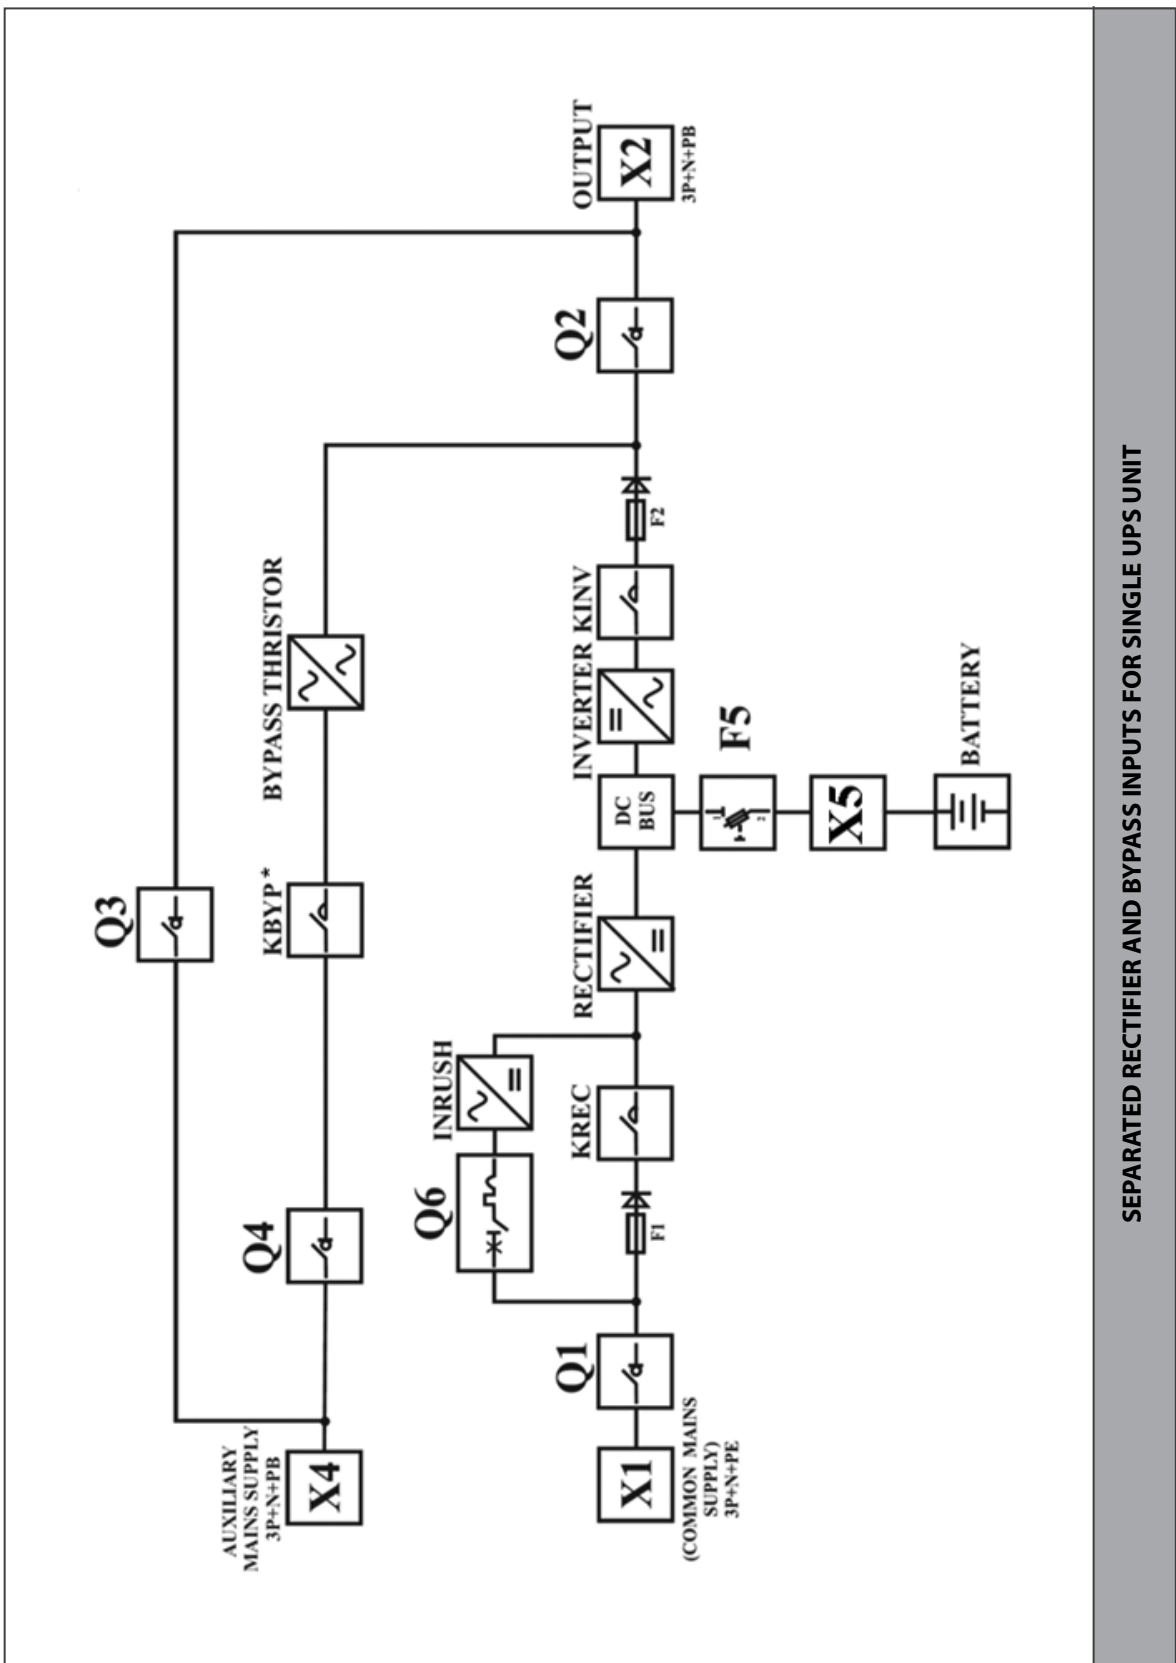 Q3
AUXILIARY
MAINS SUPPLY
3P+N+PB
X4
Q4
KBYP*
BYPASS THRISTOR
Q6
INRUSH
(COMMON MAINS
SUPPLY)
3P+N+PE
X1
Q1
F1
KREC
RECTIFIER
DC
BUS
INVERTER KINV
F2
Q2
OUTPUT
X2
3P+N+PB
F5
1
2
X5
BATTERY
SEPARATED RECTIFIER AND BYPASS INPUTS FOR SINGLE UPS UNIT